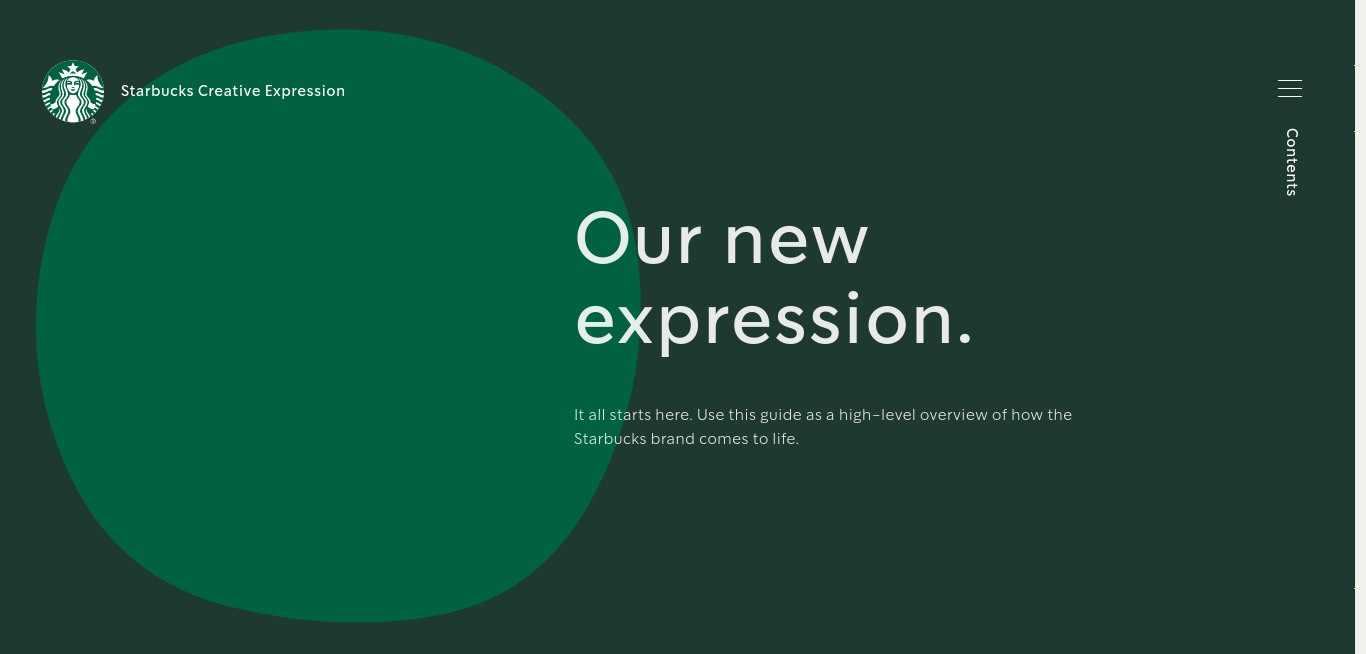 Starbucks Creative Expression
Contents
Our new
expression.
It all starts here. Use this guide as a high-level overview of how the
Starbucks brand comes to life.